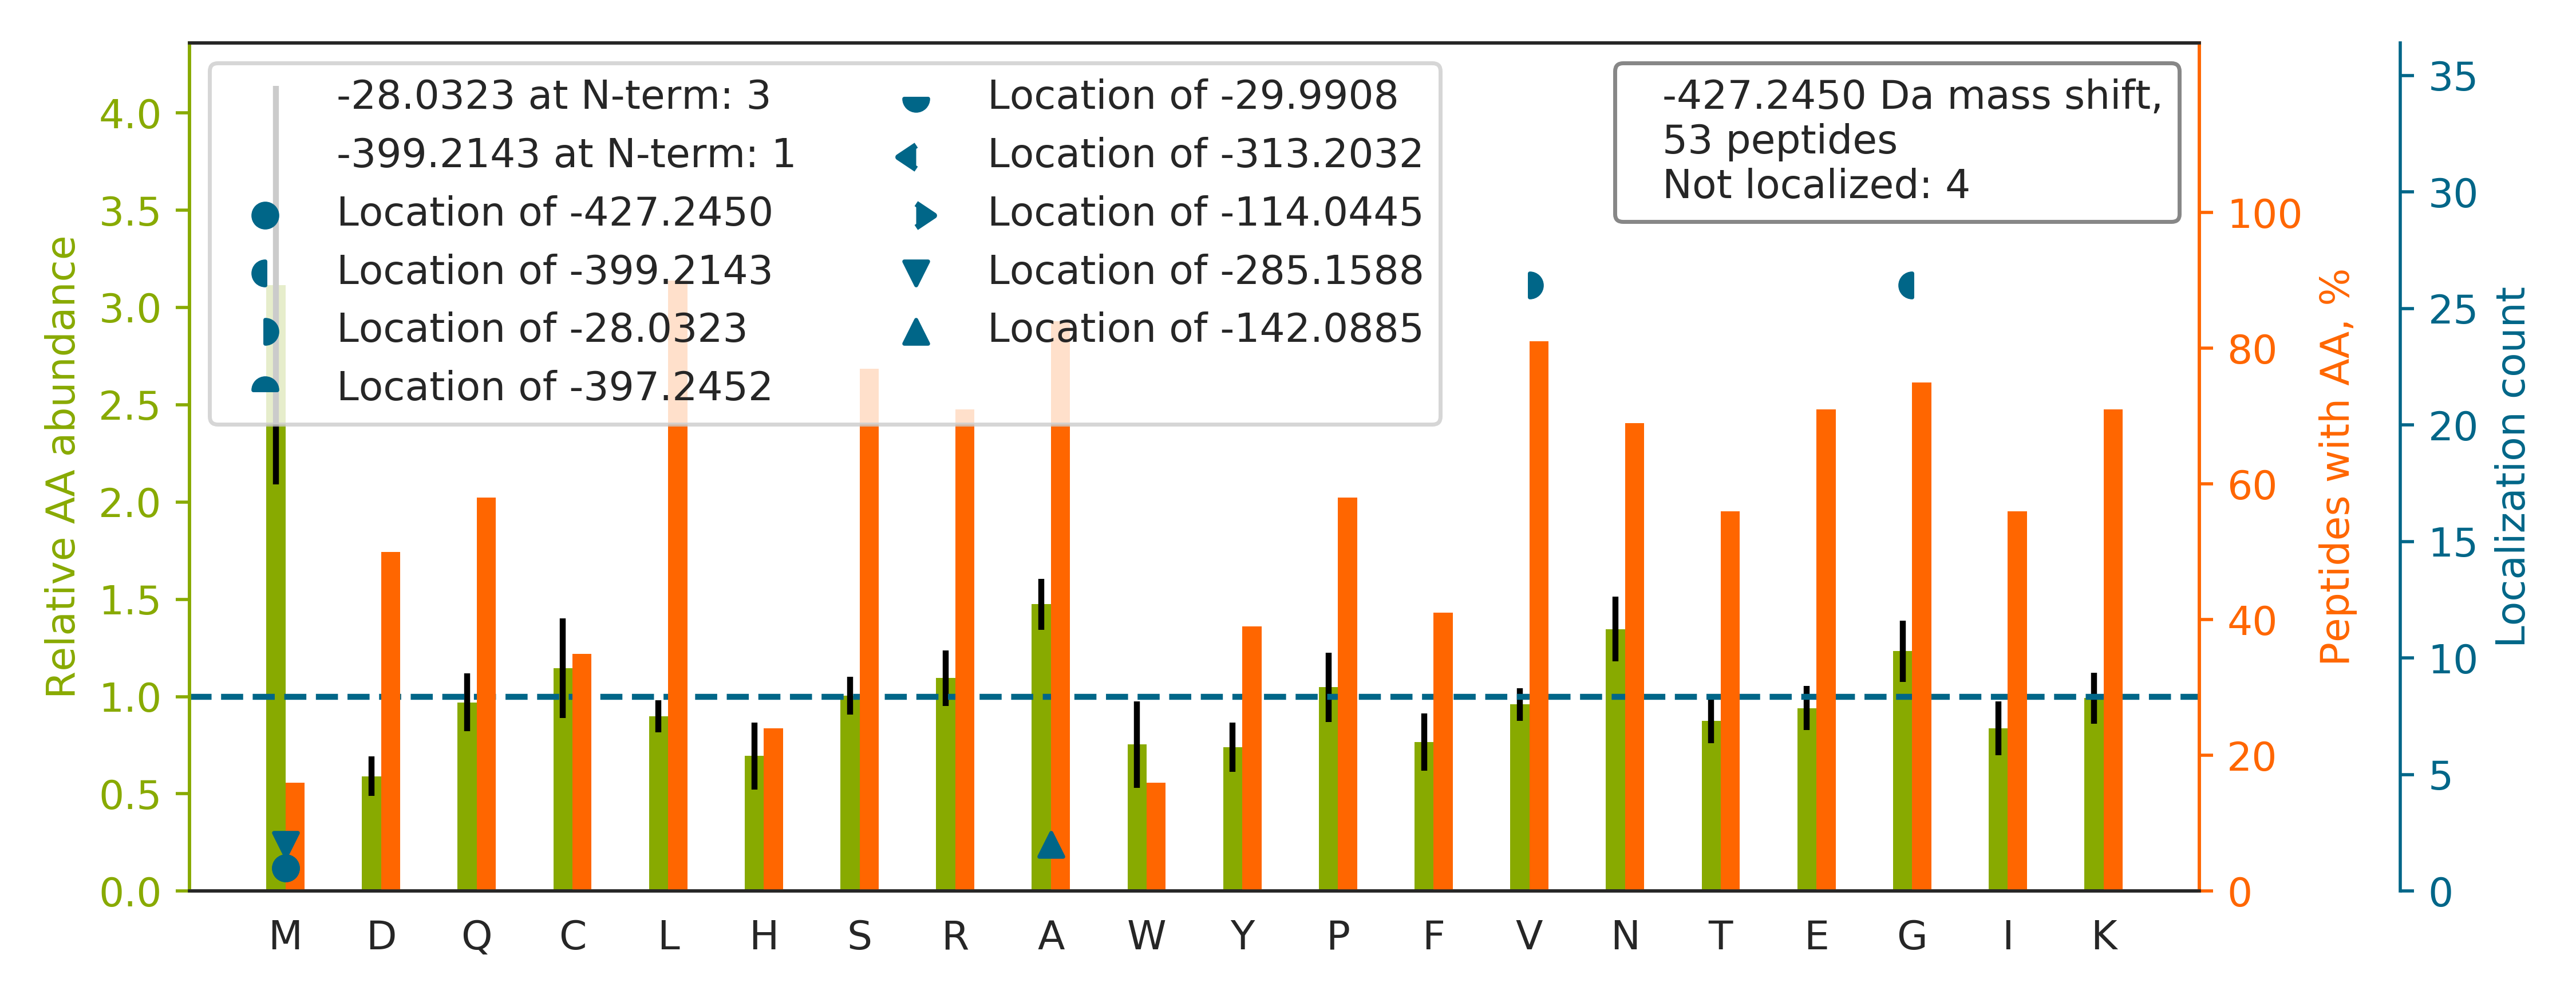 -28.0323 at N-term: 3
-399.2143 at N-term: 1
Location of -427.2450
Location of -399.2143
Location of -28.0323
Location of -397.2452
Location of -29.9908
Location of -313.2032
Location of -114.0445
Location of -285.1588
Location of -142.0885
-427.2450 Da mass shift,
53 peptides
Not localized: 4
Relative AA abundance
4.0
3.5
3.0
2.5
2.0
1.5
1.0
0.5
0.0
M D Q C L H S R A W Y P F V N T E G I K
100
80
60
40
20
0
Peptides with AA, %
35
30
25
20
15
10
5
0
Localization count